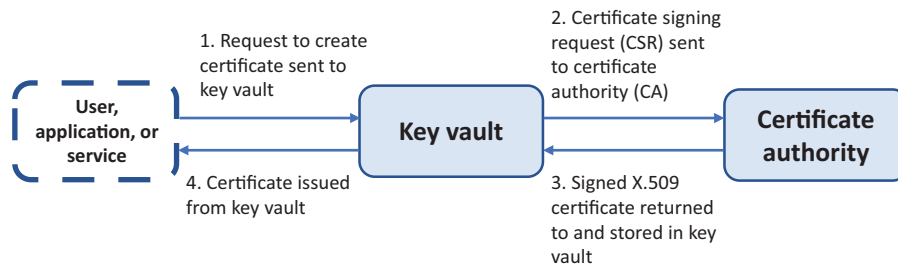 1. Request to create
certificate sent to
key vault
2. Certificate signing
request (CSR) sent
to certificate
authority (CA)
User,
application, or
service
Key vault
Certificate
authority
4. Certificate issued
from key vault
3. Signed X.509
certificate returned
to and stored in key
vault